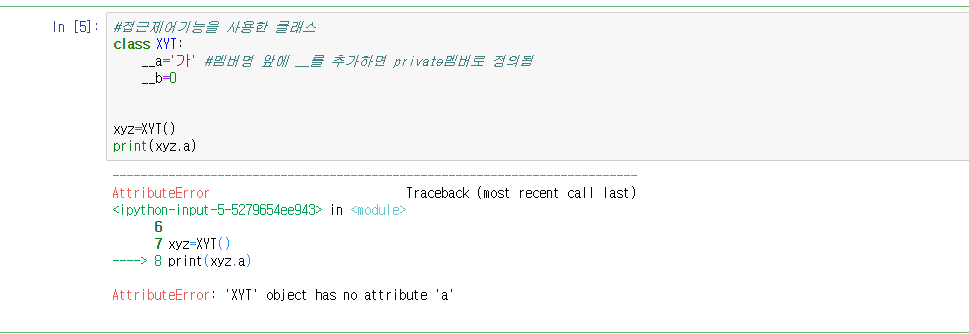 In [5]: #접근제어기능을 사용한 클래스
class XYT:
    __a='가' #멤버명 앞에 __를 추가하면 private멤버로 정의됨
    __b=0
xyz=XYT()
print(xyz.a)
---------------------------------------------------------------------------
AttributeError                            Traceback (most recent call last)
<ipython-input-5-5279654ee943> in <module>
      6
      7 xyz=XYT()
----> 8 print(xyz.a)
AttributeError: 'XYT' object has no attribute 'a'